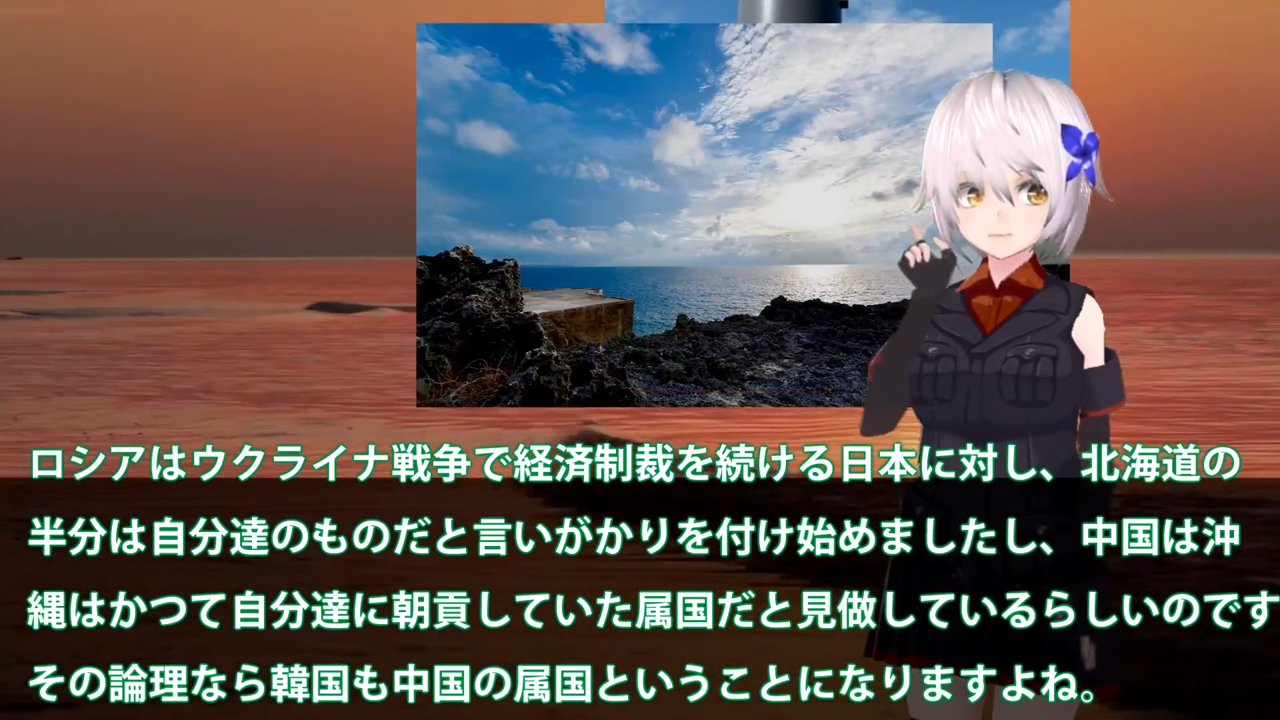 ロシアはウクライナ戦争で経済制裁を続ける日本に対し、北海道の
半分は自分達のものだと言いがかりを付け始めましたし、中国は沖
縄はかつて自分達に朝貢していた属国だと見做しているらしいのです
その論理なら韓国も中国の属国ということになりますよね。